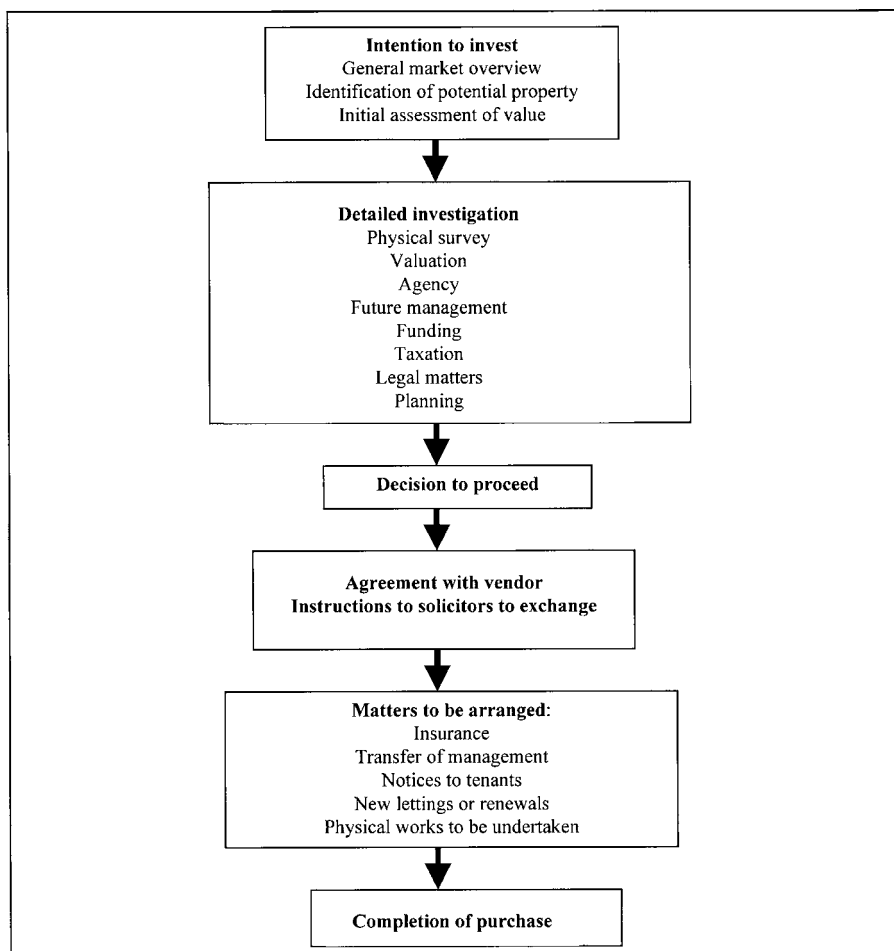 Intention to invest
General market overview
Identification of potential property
Initial assessment of value
Detailed investigation
Physical survey
Valuation
Agency
Future management
Funding
Taxation
Legal matters
Planning
Decision to proceed
Agreement with vendor
Instructions to solicitors to exchange
Matters to be arranged:
Insurance
Transfer of management
Notices to tenants
New lettings or renewals
Physical works to be undertaken
Completion of purchase